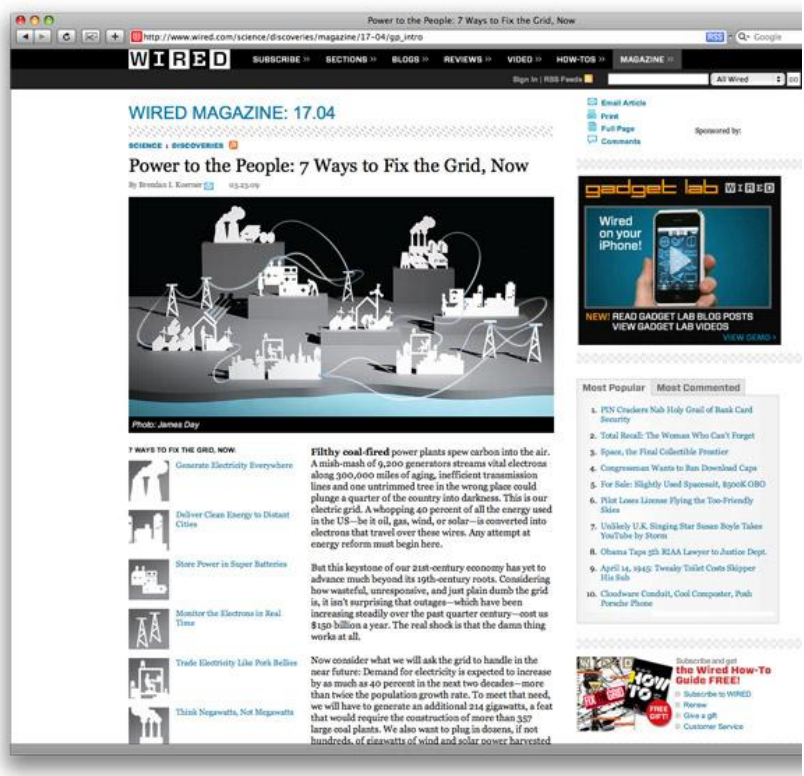 Power to the People: 7 Ways to Fix the Grid, Now
http://www.wired.com/science/discoveries/magazine/17-04/gp_intro
RSS
Google
WIRED
SUBSCRIBE >>
SECTIONS >>
BLOGS >>
REVIEWS >>
VIDEO >>
HOW-TOS >>
MAGAZINE >>
Sign In | RSS Feeds
All Wired
GO
WIRED MAGAZINE: 17.04
SCIENCE : DISCOVERIES
Power to the People: 7 Ways to Fix the Grid, Now
By Brendan I. Koerner
03.23.09
Photo: James Day
7 WAYS TO FIX THE GRID, NOW:
Generate Electricity Everywhere
Deliver Clean Energy to Distant
Cities
Store Power in Super Batteries
Monitor the Electrons in Real
Time
Trade Electricity Like Pork Bellies
Think Negawatts, Not Megawatts
Filthy coal-fired power plants spew carbon into the air.
A mish-mash of 9,200 generators streams vital electrons
along 300,000 miles of aging, inefficient transmission
lines and one untrimmed tree in the wrong place could
plunge a quarter of the country into darkness. This is our
electric grid. A whopping 40 percent of all the energy used
in the US—be it oil, gas, wind, or solar—is converted into
electrons that travel over these wires. Any attempt at
energy reform must begin here.
But this keystone of our 21st-century economy has yet to
advance much beyond its 19th-century roots. Considering
how wasteful, unresponsive, and just plain dumb the grid
is, it isn't surprising that outages—which have been
increasing steadily over the past quarter century—cost us
$150 billion a year. The real shock is that the damn thing
works at all.
Now consider what we will ask the grid to handle in the
near future: Demand for electricity is expected to increase
by as much as 40 percent in the next two decades—more
than twice the population growth rate. To meet that need,
we will have to generate an additional 214 gigawatts, a feat
that would require the construction of more than 357
large coal plants. We also want to plug in dozens, if not
hundreds, of gigawatts of wind and solar power harvested
Email Article
Print
Full Page
Comments
Sponsored by:
gadget lab WIRED
Wired
on your
iPhone!
NEW! READ GADGET LAB BLOG POSTS
VIEW GADGET LAB VIDEOS
VIEW DEMO >
Most Popular
Most Commented
1. PIN Crackers Nab Holy Grail of Bank Card
Security
2. Total Recall: The Woman Who Can't Forget
3. Space, the Final Collectible Frontier
4. Congressman Wants to Ban Download Caps
5. For Sale: Slightly Used Spacesuit, $500K OBO
6. Pilot Loses License Flying the Too-Friendly
Skies
7. Unlikely U.K. Singing Star Susan Boyle Takes
YouTube by Storm
8. Obama Taps 5th RIAA Lawyer to Justice Dept.
9. April 14, 1945: Tweaky Toilet Costs Skipper
His Sub
10. Cloudware Conduit, Cool Composter, Posh
Porsche Phone
FIX
GRID
HOW
TO
FREE
GIFT!
Subscribe and get
the Wired How-To
Guide FREE!
Subscribe to WIRED
Renew
Give a gift
Customer Service